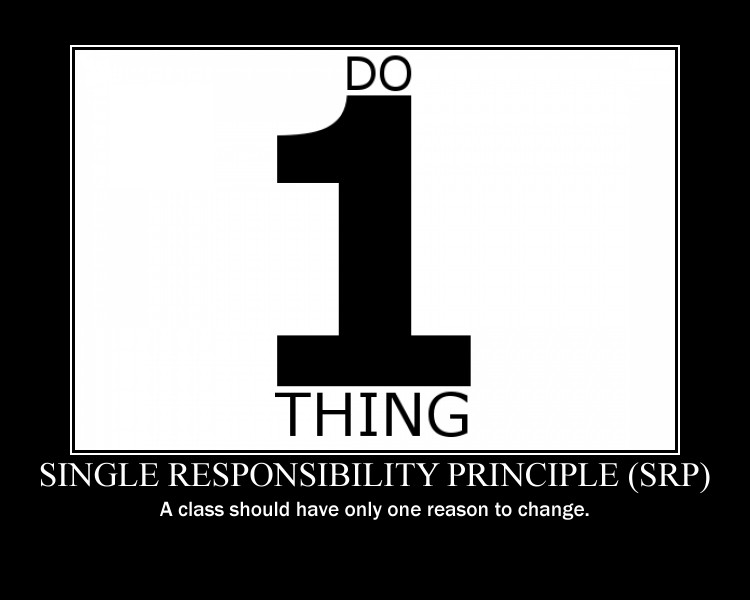 DO
1
THING
SINGLE RESPONSIBILITY PRINCIPLE (SRP)
A class should have only one reason to change.